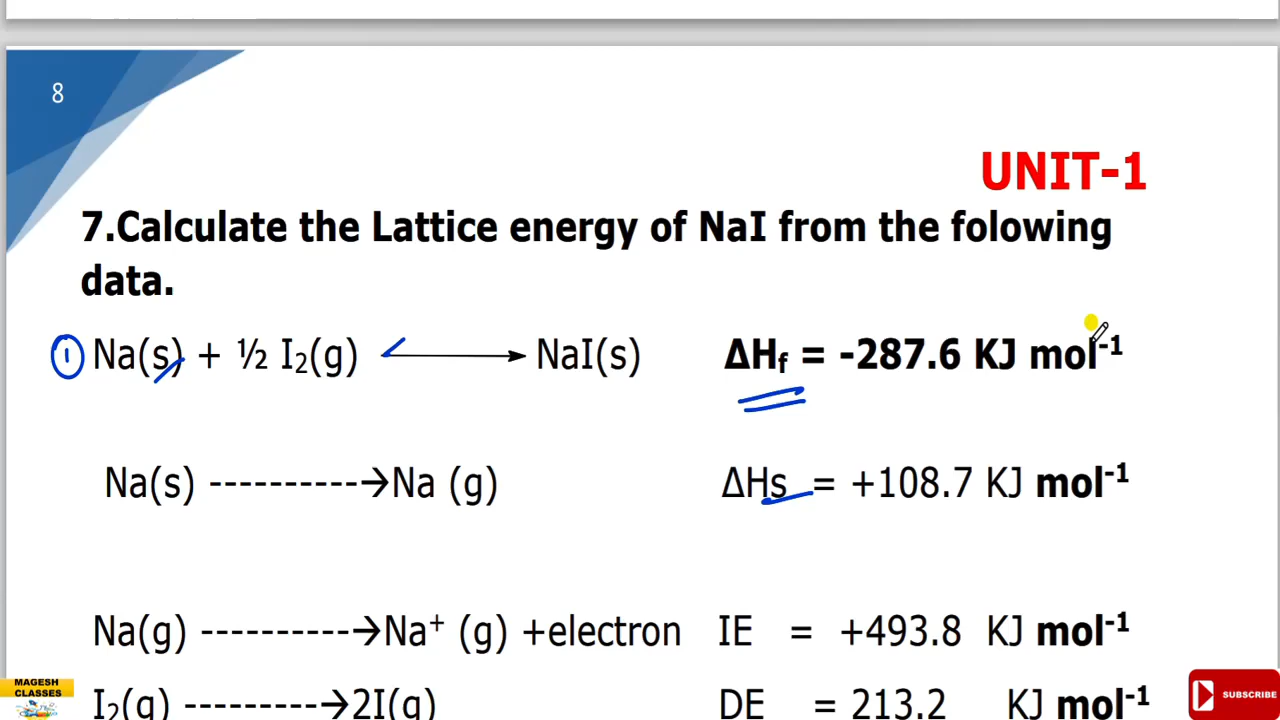 8
UNIT-1
7.Calculate the Lattice energy of NaI from the folowing
data.
① Na(s) + ½ I₂(g) ⟶ NaI(s) ΔHf = -287.6 KJ mol⁻¹
Na(s) ----------→Na (g) ΔHs = +108.7 KJ mol⁻¹
Na(g) ----------→Na⁺ (g) +electron IE = +493.8 KJ mol⁻¹
I₂(g) ---------→2I(g) DE = 213.2 KJ mol⁻¹
MAGESH
CLASSES
SUBSCRIBE